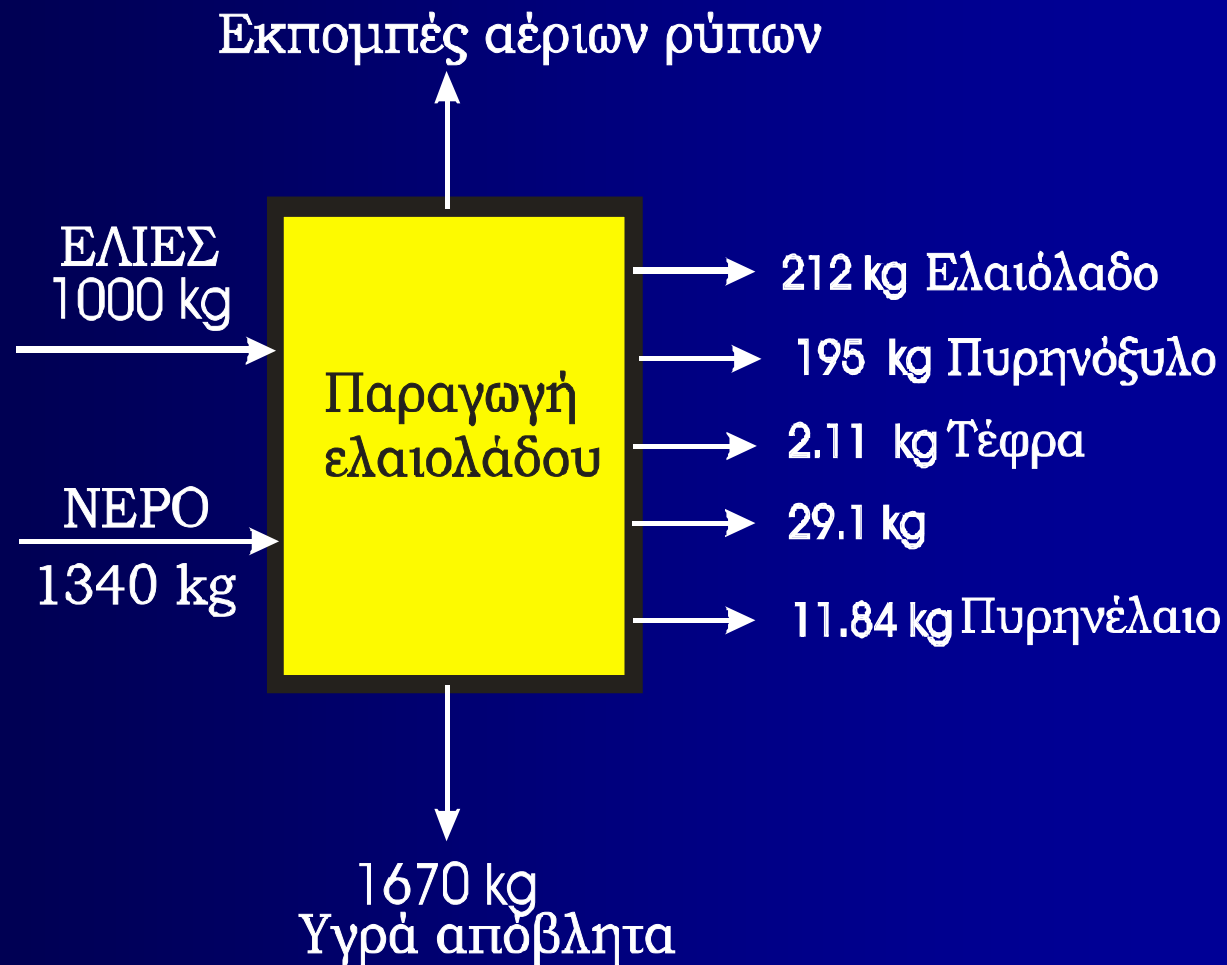 Εκπομπές αέριων ρύπων
ΕΛΙΕΣ
1000 kg
ΝΕΡΟ
1340 kg
Παραγωγή
ελαιολάδου
212 kg Ελαιόλαδο
195 kg Πυρηνόξυλο
2.11 kg Τέφρα
29.1 kg
11.84 kg Πυρηνέλαιο
1670 kg
Υγρά απόβλητα